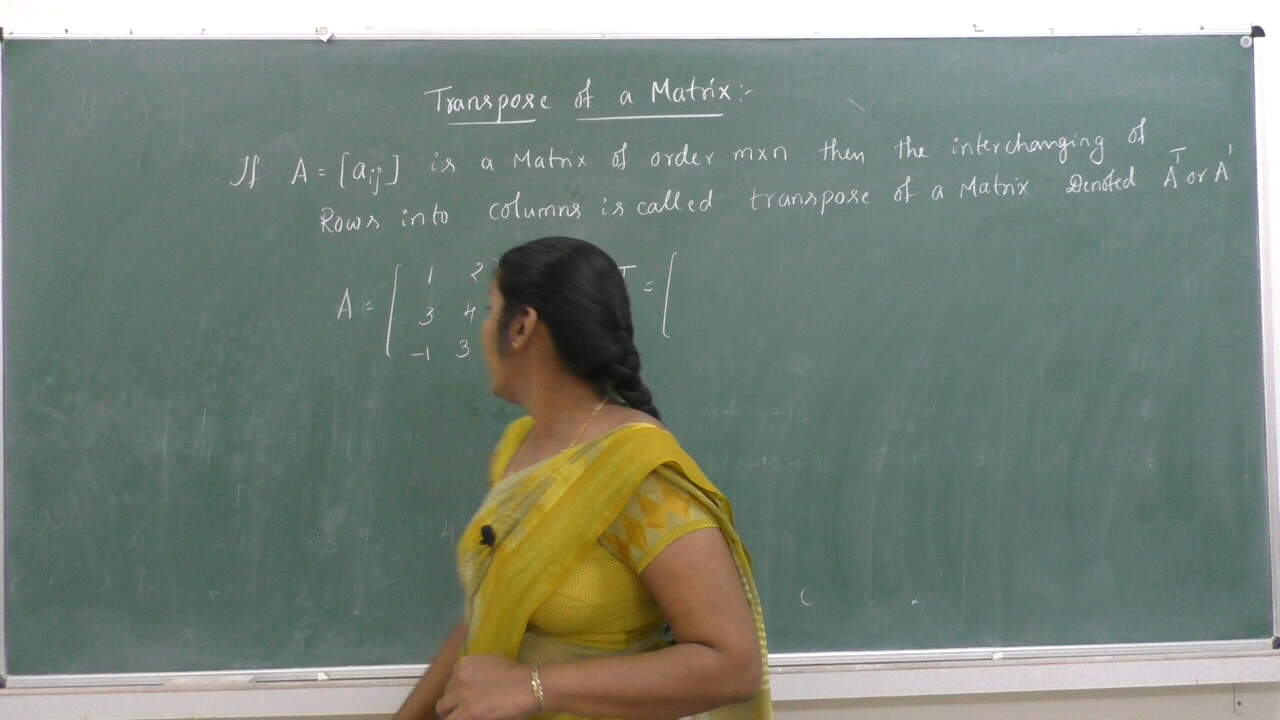 Transpose of a Matrix:-
If A = [aij] is a Matrix of order mxn then the interchanging of
Rows into columns is called transpose of a Matrix Denoted A^T or A'
1 2
A = [ 3 4 T = [
-1 3